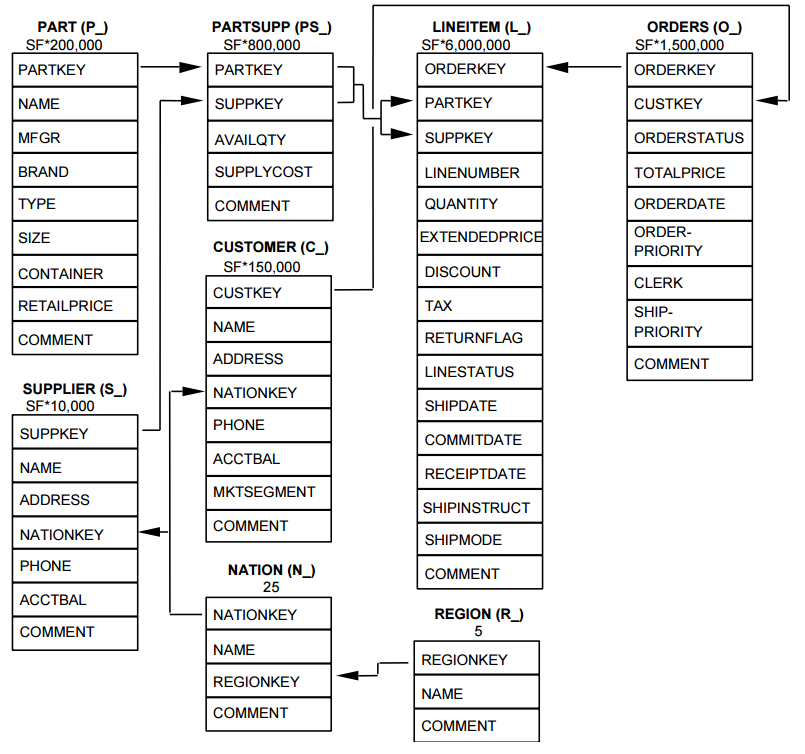 PART (P_)
SF*200,000
PARTKEY
NAME
MFGR
BRAND
TYPE
SIZE
CONTAINER
RETAILPRICE
COMMENT
SUPPLIER (S_)
SF*10,000
SUPPKEY
NAME
ADDRESS
NATIONKEY
PHONE
ACCTBAL
COMMENT
PARTSUPP (PS_)
SF*800,000
PARTKEY
SUPPKEY
AVAILQTY
SUPPLYCOST
COMMENT
CUSTOMER (C_)
SF*150,000
CUSTKEY
NAME
ADDRESS
NATIONKEY
PHONE
ACCTBAL
MKTSEGMENT
COMMENT
NATION (N_)
25
NATIONKEY
NAME
REGIONKEY
COMMENT
LINEITEM (L_)
SF*6,000,000
ORDERKEY
PARTKEY
SUPPKEY
LINENUMBER
QUANTITY
EXTENDEDPRICE
DISCOUNT
TAX
RETURNFLAG
LINESTATUS
SHIPDATE
COMMITDATE
RECEIPTDATE
SHIPINSTRUCT
SHIPMODE
COMMENT
REGION (R_)
5
REGIONKEY
NAME
COMMENT
ORDERS (O_)
SF*1,500,000
ORDERKEY
CUSTKEY
ORDERSTATUS
TOTALPRICE
ORDERDATE
ORDER-
PRIORITY
CLERK
SHIP-
PRIORITY
COMMENT